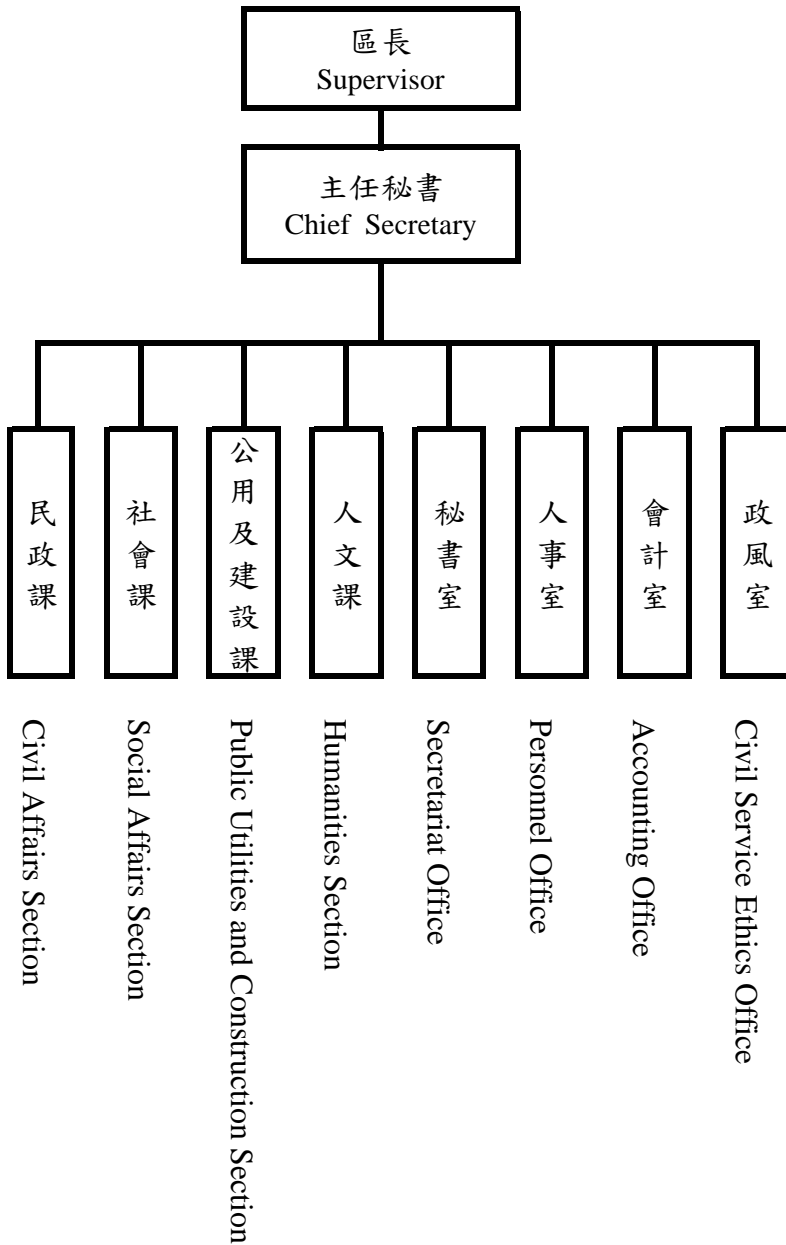 區長
Supervisor
主任秘書
Chief Secretary
民政課
社會課
公用及建設課
人文課
秘書室
人事室
會計室
政風室
Civil Affairs Section
Social Affairs Section
Public Utilities and Construction Section
Humanities Section
Secretariat Office
Personnel Office
Accounting Office
Civil Service Ethics Office